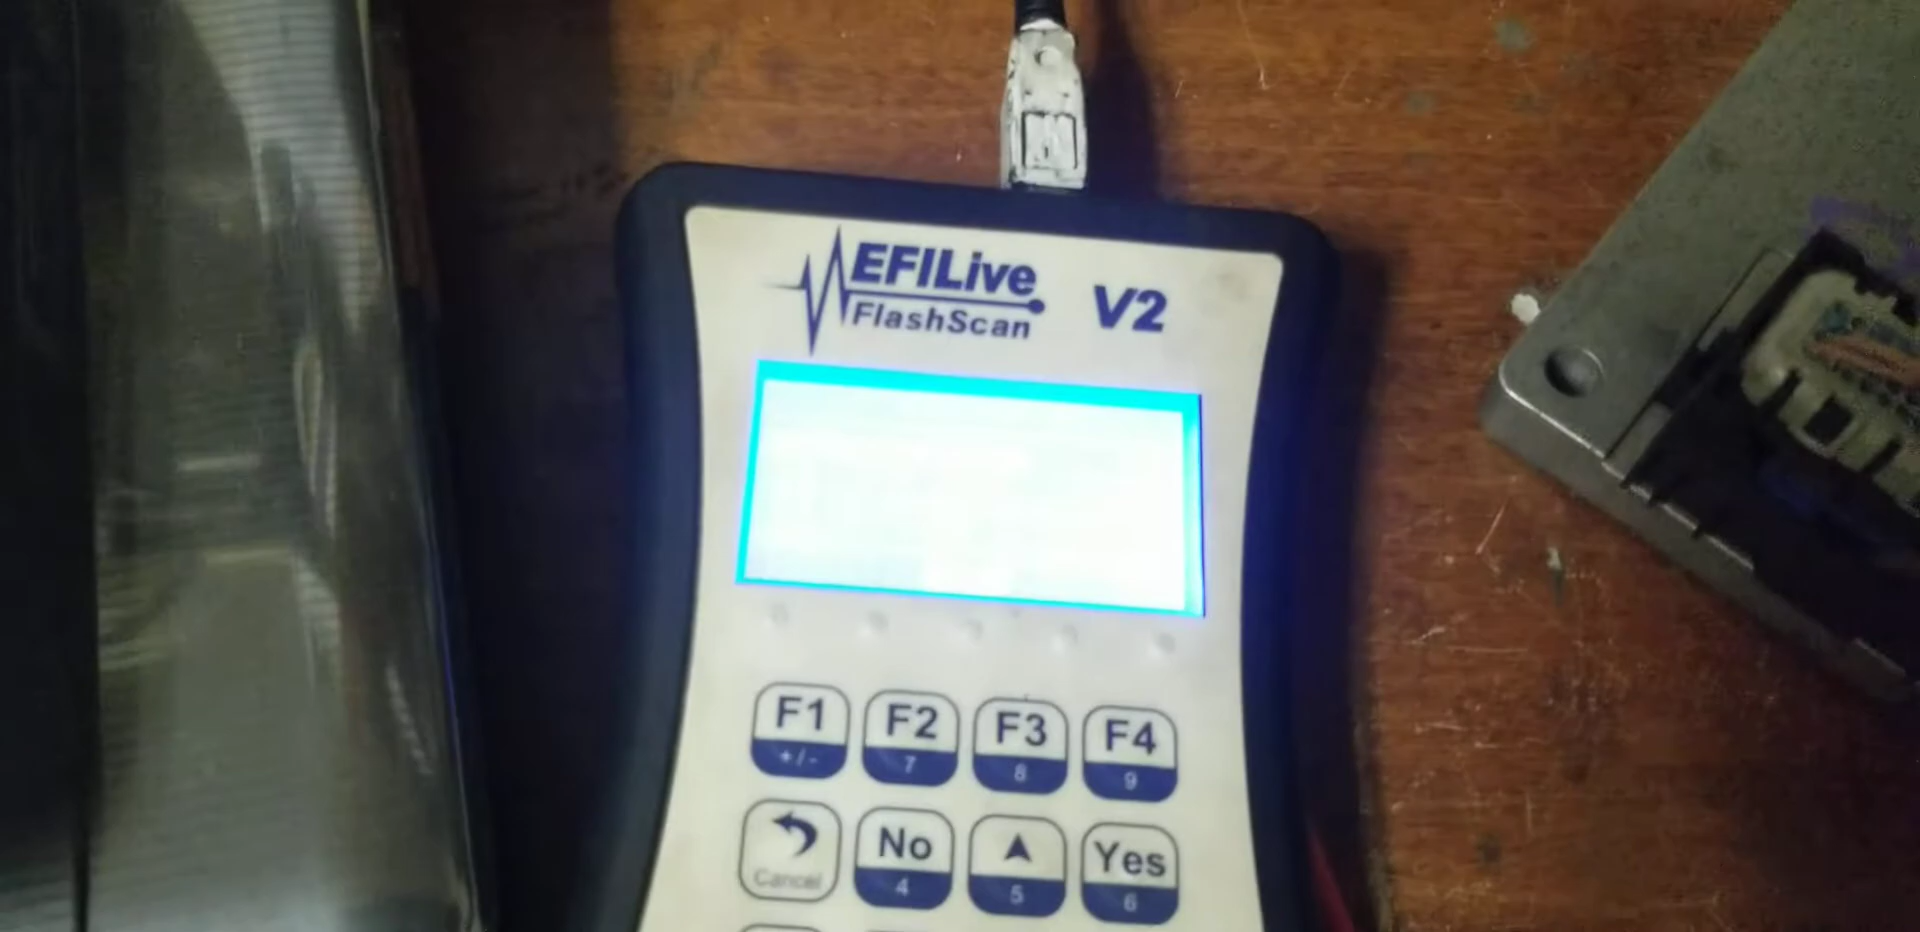 EFILive
FlashScan
V2
F1
F2
F3
F4
+/-
7
8
9
Cancel
No
Yes
4
5
6